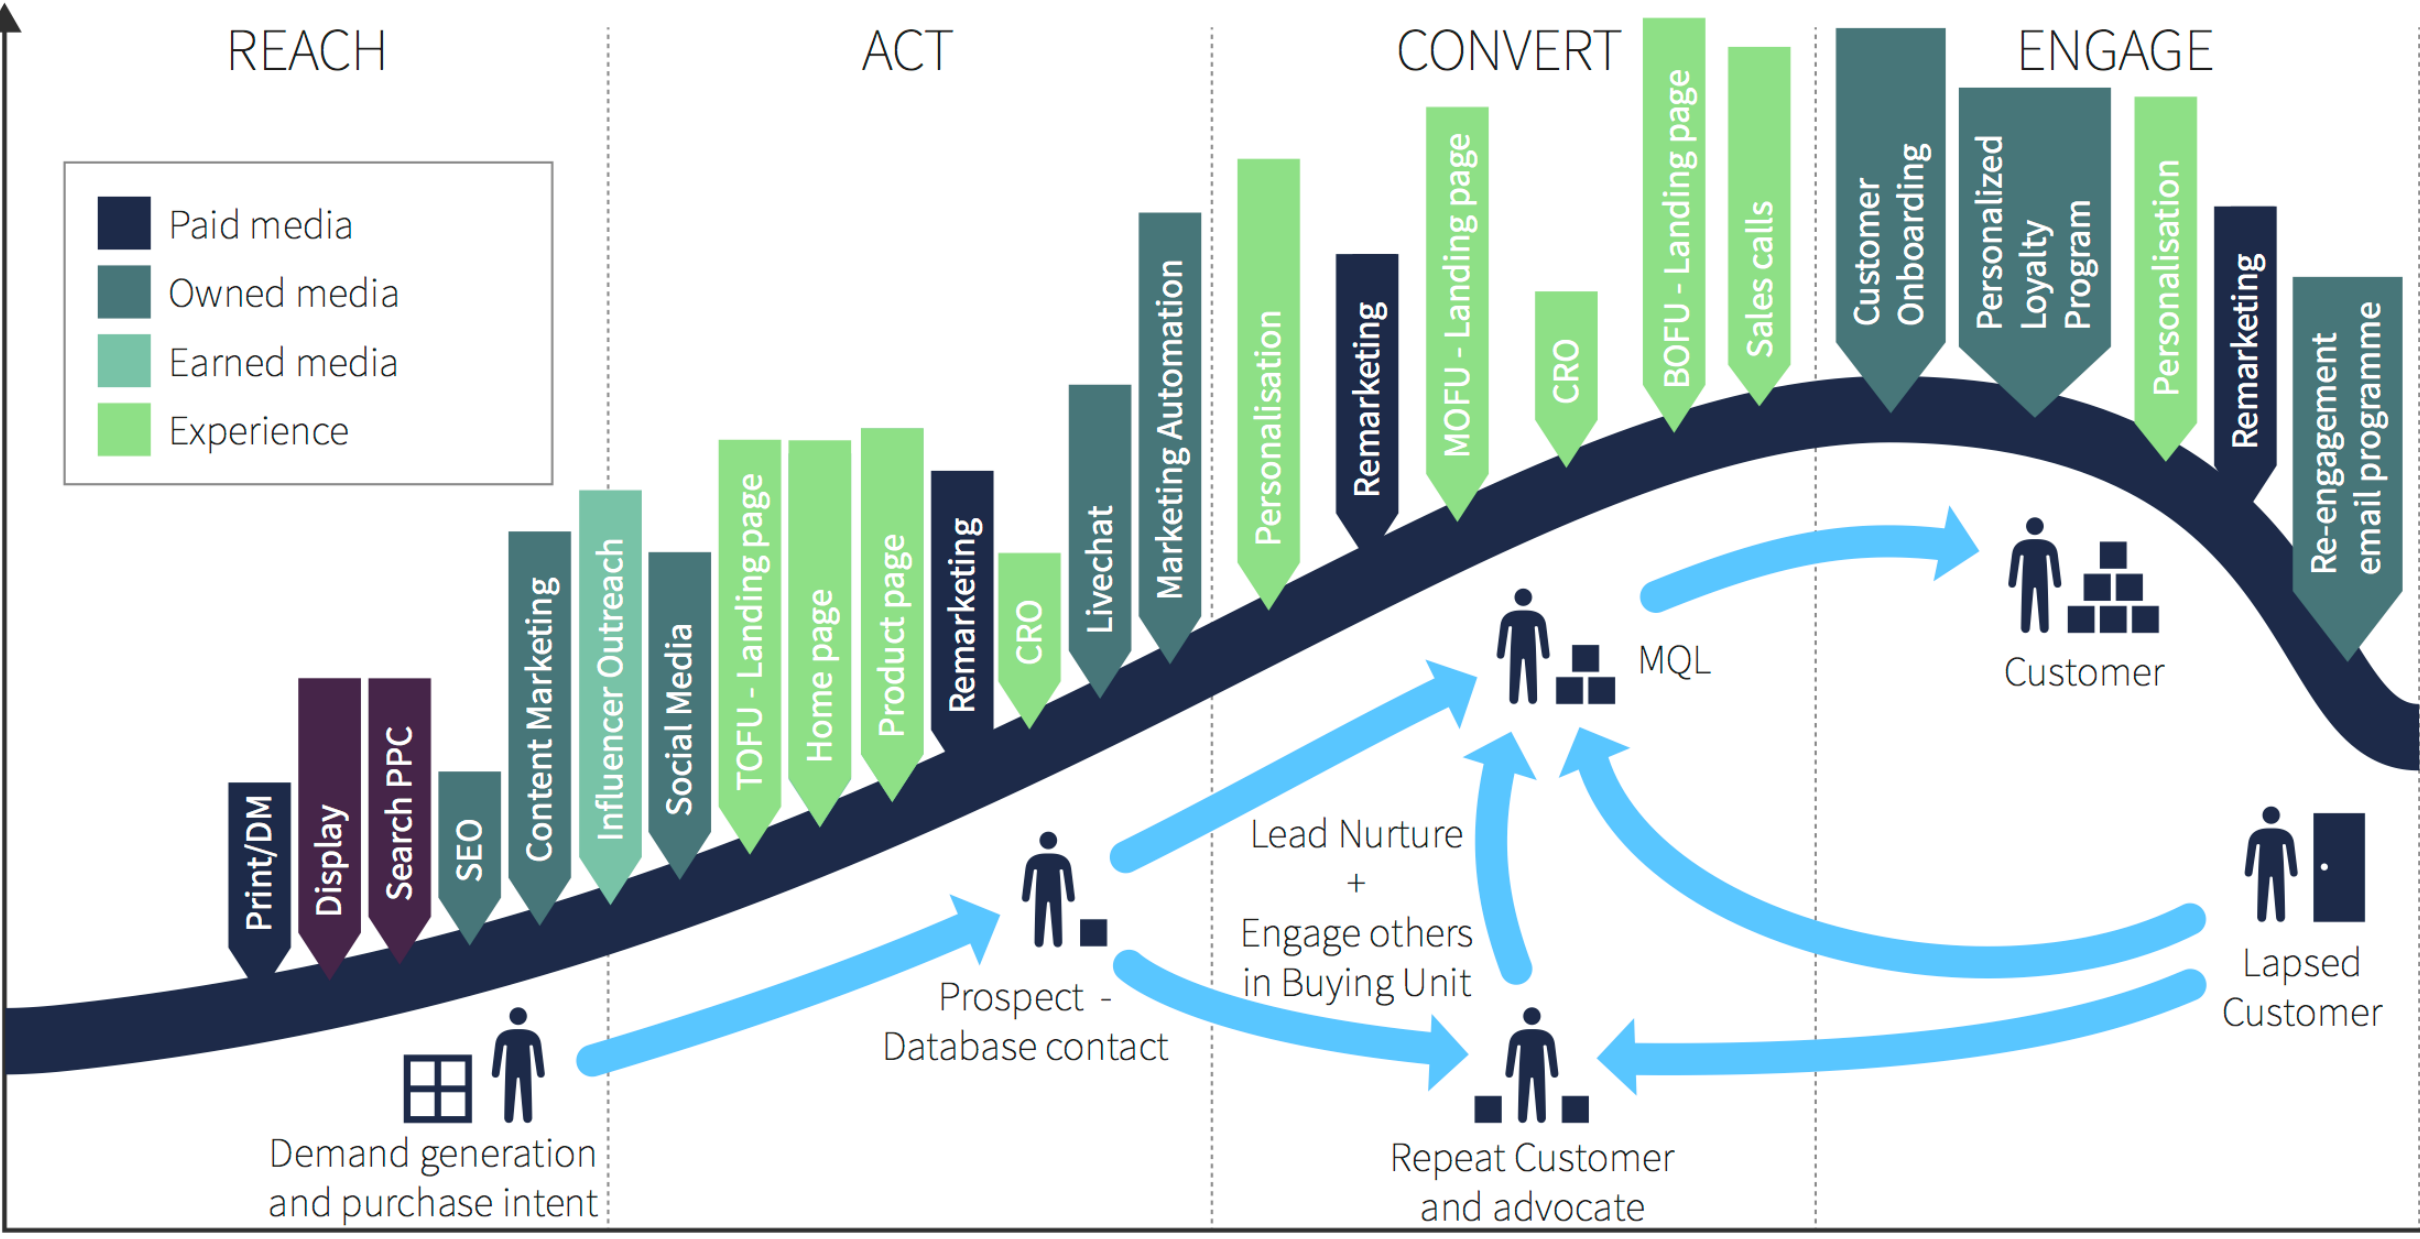 REACH
ACT
CONVERT
ENGAGE
Paid media
Owned media
Earned media
Experience
Print/DM
Display
Search PPC
SEO
Content Marketing
Influencer Outreach
Social Media
TOFU - Landing page
Home page
Product page
Remarketing
CRO
Livechat
Marketing Automation
Personalisation
Remarketing
MOFU - Landing page
CRO
BOFU - Landing page
Sales calls
Customer
Onboarding
Personalized
Loyalty
Program
Personalisation
Remarketing
Re-engagement
email programme
Demand generation
and purchase intent
Prospect -
Database contact
Lead Nurture
+
Engage others
in Buying Unit
MQL
Repeat Customer
and advocate
Customer
Lapsed
Customer